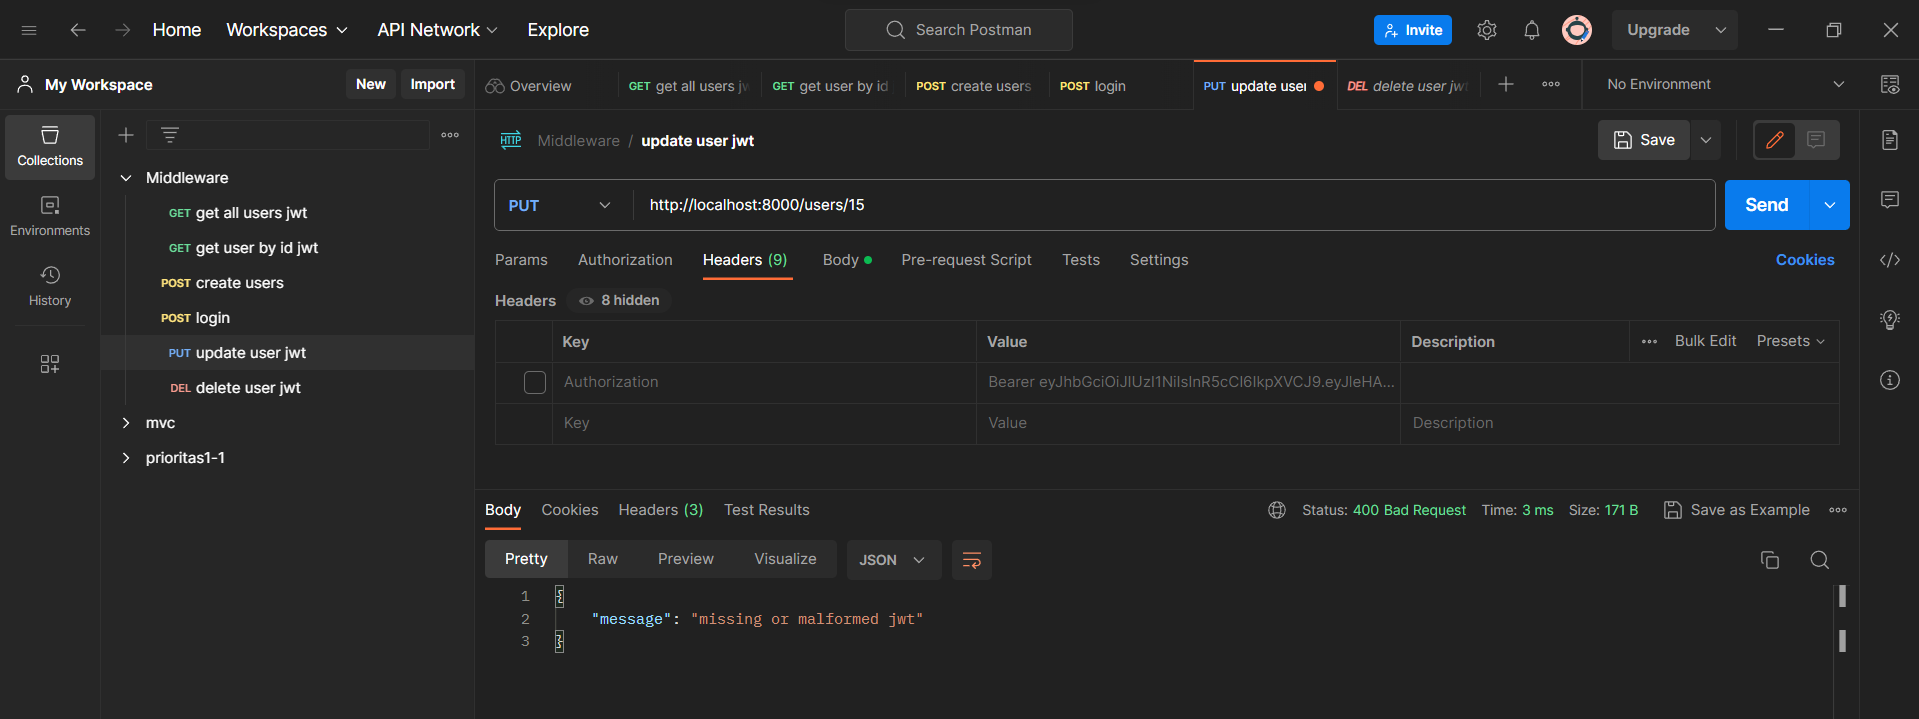 Home Workspaces API Network Explore Search Postman Invite Upgrade
My Workspace New Import
Overview GET get all users jw GET get user by id POST create users POST login PUT update user DEL delete user jwt No Environment
Collections
Environments
History
Middleware
GET get all users jwt
GET get user by id jwt
POST create users
POST login
PUT update user jwt
DEL delete user jwt
mvc
prioritas1-1
HTTP Middleware / update user jwt Save
PUT http://localhost:8000/users/15 Send
Params Authorization Headers (9) Body Pre-request Script Tests Settings Cookies
Headers 8 hidden
Key Value Description Bulk Edit Presets
Authorization Bearer eyJhbGciOiJIUzI1NiIsInR5cCI6IkpXVCJ9.eyJleHA...
Key Value Description
Body Cookies Headers (3) Test Results Status: 400 Bad Request Time: 3 ms Size: 171 B Save as Example
Pretty Raw Preview Visualize JSON
1 {
2 "message": "missing or malformed jwt"
3 }